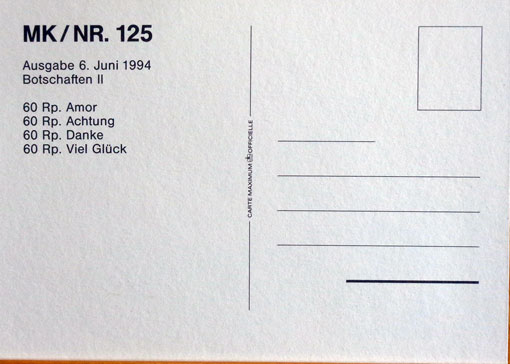 MK/NR. 125
Ausgabe 6. Juni 1994
Botschaften II
60 Rp. Amor
60 Rp. Achtung
60 Rp. Danke
60 Rp. Viel Glück
CARTE MAXIMUM OFFICIELLE